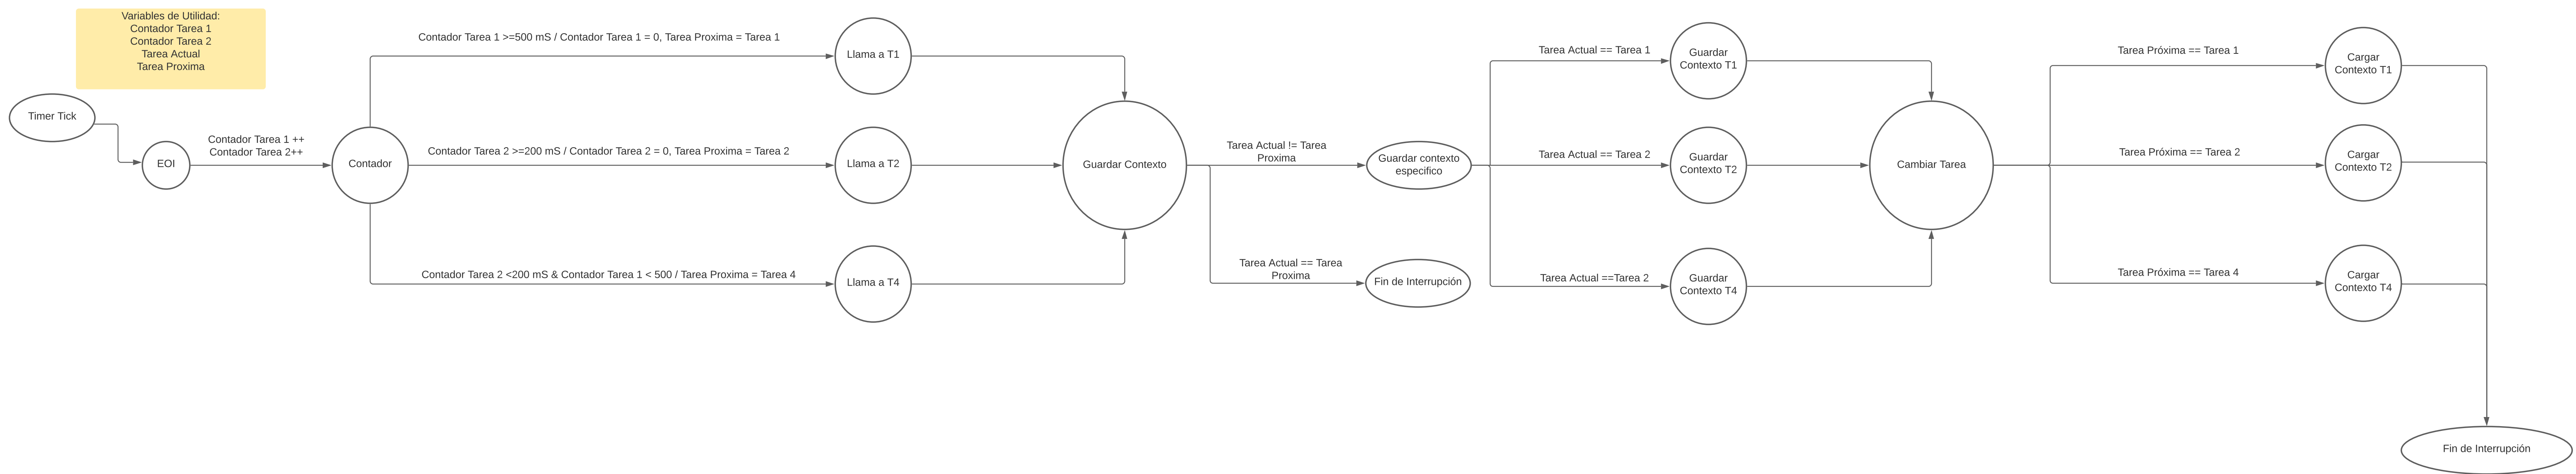 Variables de Utilidad:
Contador Tarea 1
Contador Tarea 2
Tarea Actual
Tarea Proxima
Timer Tick
EOI
Contador Tarea 1 ++
Contador Tarea 2++
Contador
Contador Tarea 1 >=500 mS / Contador Tarea 1 = 0, Tarea Proxima = Tarea 1
Contador Tarea 2 >=200 mS / Contador Tarea 2 = 0, Tarea Proxima = Tarea 2
Contador Tarea 2 <200 mS & Contador Tarea 1 < 500 / Tarea Proxima = Tarea 4
Llama a T1
Llama a T2
Llama a T4
Guardar Contexto
Tarea Actual != Tarea
Proxima
Tarea Actual == Tarea
Proxima
Guardar contexto
especifico
Fin de Interrupción
Tarea Actual == Tarea 1
Tarea Actual == Tarea 2
Tarea Actual ==Tarea 2
Guardar
Contexto T1
Guardar
Contexto T2
Guardar
Contexto T4
Cambiar Tarea
Tarea Próxima == Tarea 1
Tarea Próxima == Tarea 2
Tarea Próxima == Tarea 4
Cargar
Contexto T1
Cargar
Contexto T2
Cargar
Contexto T4
Fin de Interrupción